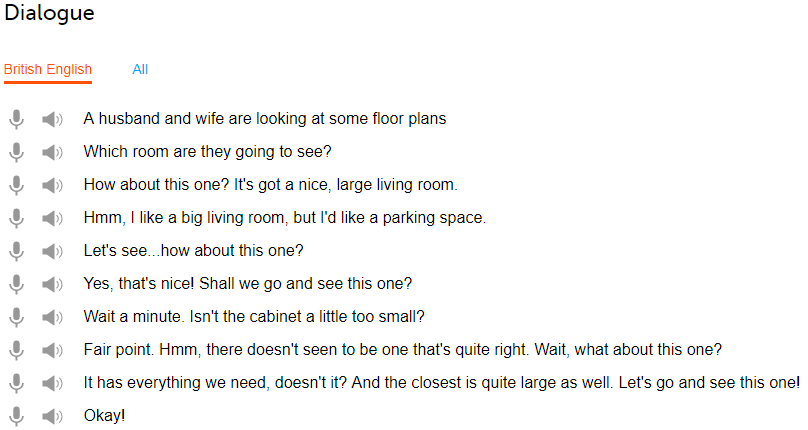 Dialogue
British English All
A husband and wife are looking at some floor plans
Which room are they going to see?
How about this one? It's got a nice, large living room.
Hmm, I like a big living room, but I'd like a parking space.
Let's see...how about this one?
Yes, that's nice! Shall we go and see this one?
Wait a minute. Isn't the cabinet a little too small?
Fair point. Hmm, there doesn't seen to be one that's quite right. Wait, what about this one?
It has everything we need, doesn't it? And the closest is quite large as well. Let's go and see this one!
Okay!